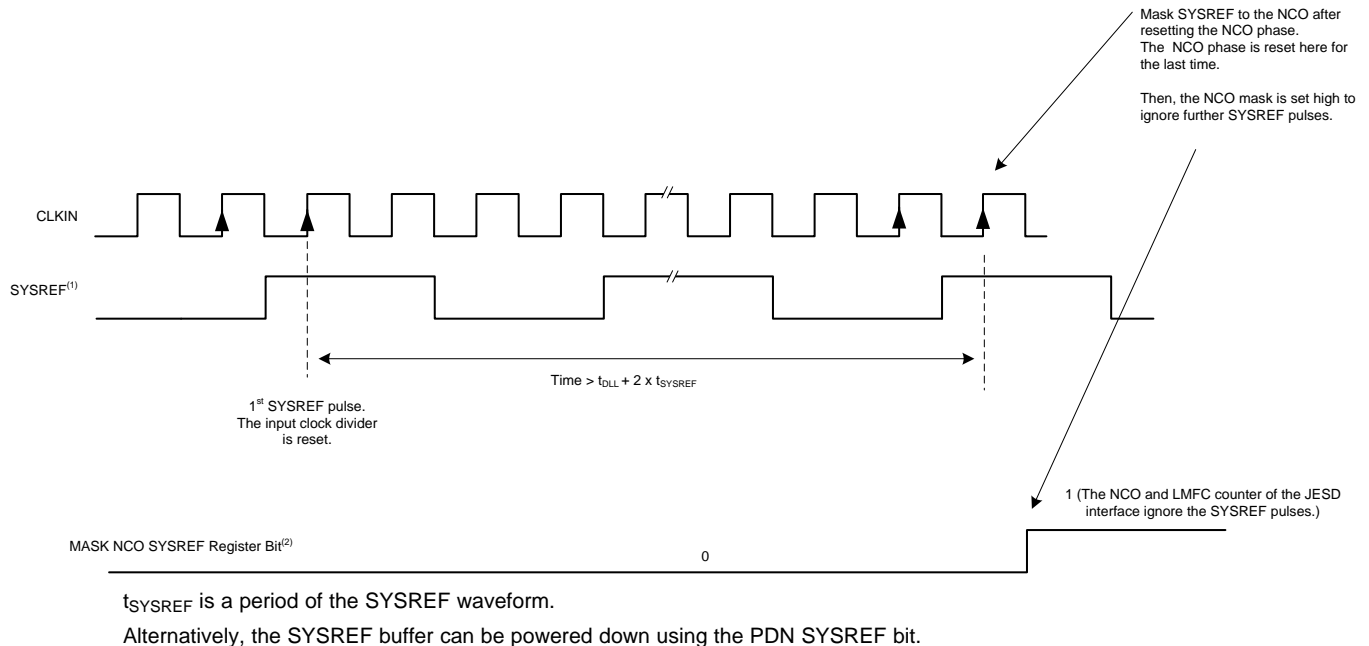 Mask SYSREF to the NCO after
resetting the NCO phase.
The NCO phase is reset here for
the last time.
Then, the NCO mask is set high to
ignore further SYSREF pulses.
CLKIN
SYSREF(1)
Time > tDLL + 2 x tSYSREF
1st SYSREF pulse.
The input clock divider
is reset.
1 (The NCO and LMFC counter of the JESD
interface ignore the SYSREF pulses.)
MASK NCO SYSREF Register Bit(2)
0
tSYSREF is a period of the SYSREF waveform.
Alternatively, the SYSREF buffer can be powered down using the PDN SYSREF bit.